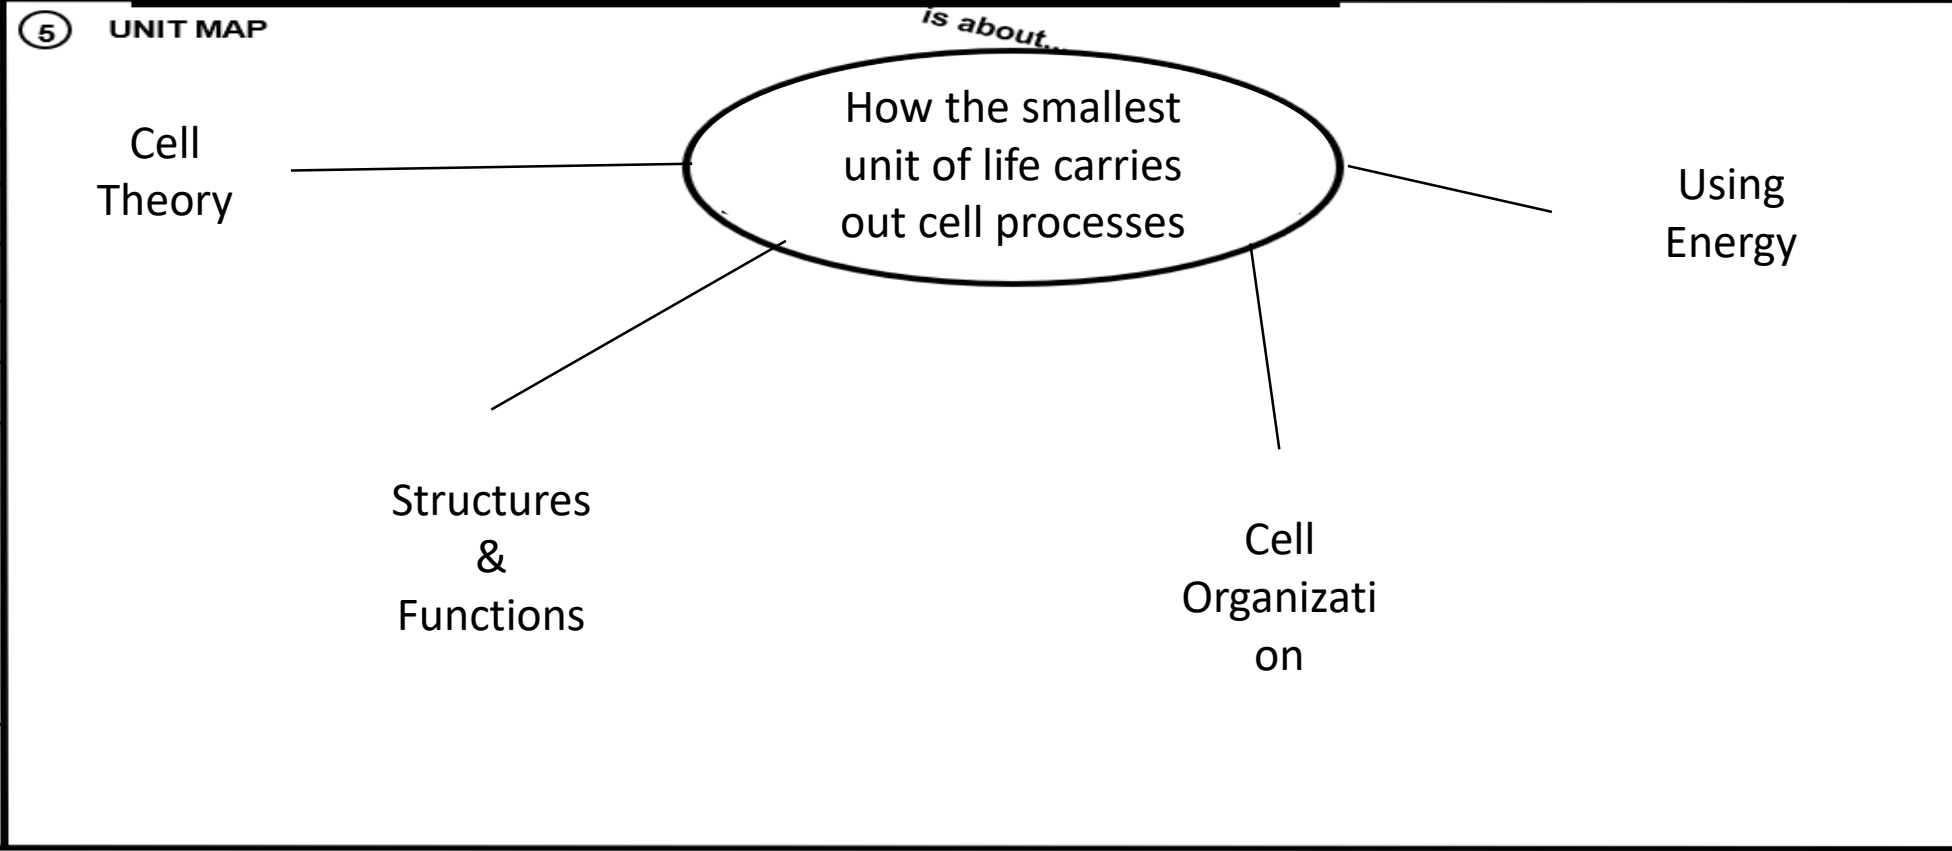 5 UNIT MAP
is about...
How the smallest
unit of life carries
out cell processes
Cell
Theory
Using
Energy
Structures
&
Functions
Cell
Organizati
on